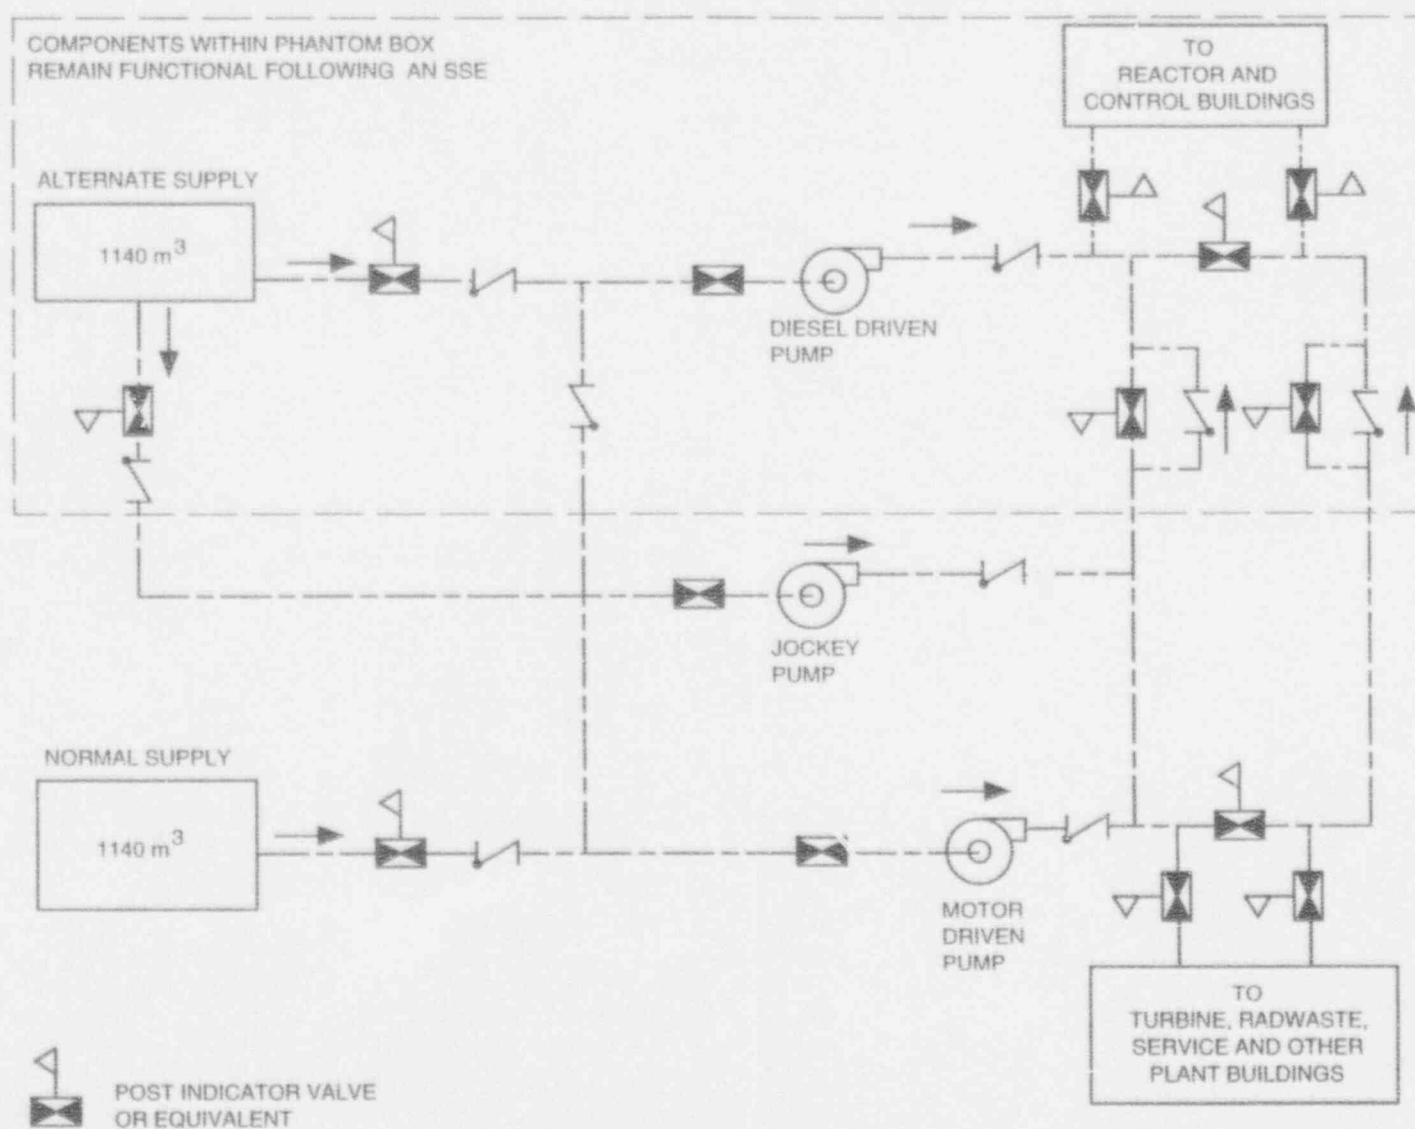 COMPONENTS WITHIN PHANTOM BOX
REMAIN FUNCTIONAL FOLLOWING AN SSE
TO
REACTOR AND
CONTROL BUILDINGS
ALTERNATE SUPPLY
1140 m³
DIESEL DRIVEN
PUMP
JOCKEY
PUMP
NORMAL SUPPLY
1140 m³
MOTOR
DRIVEN
PUMP
TO
TURBINE, RADWASTE,
SERVICE AND OTHER
PLANT BUILDINGS
POST INDICATOR VALVE
OR EQUIVALENT